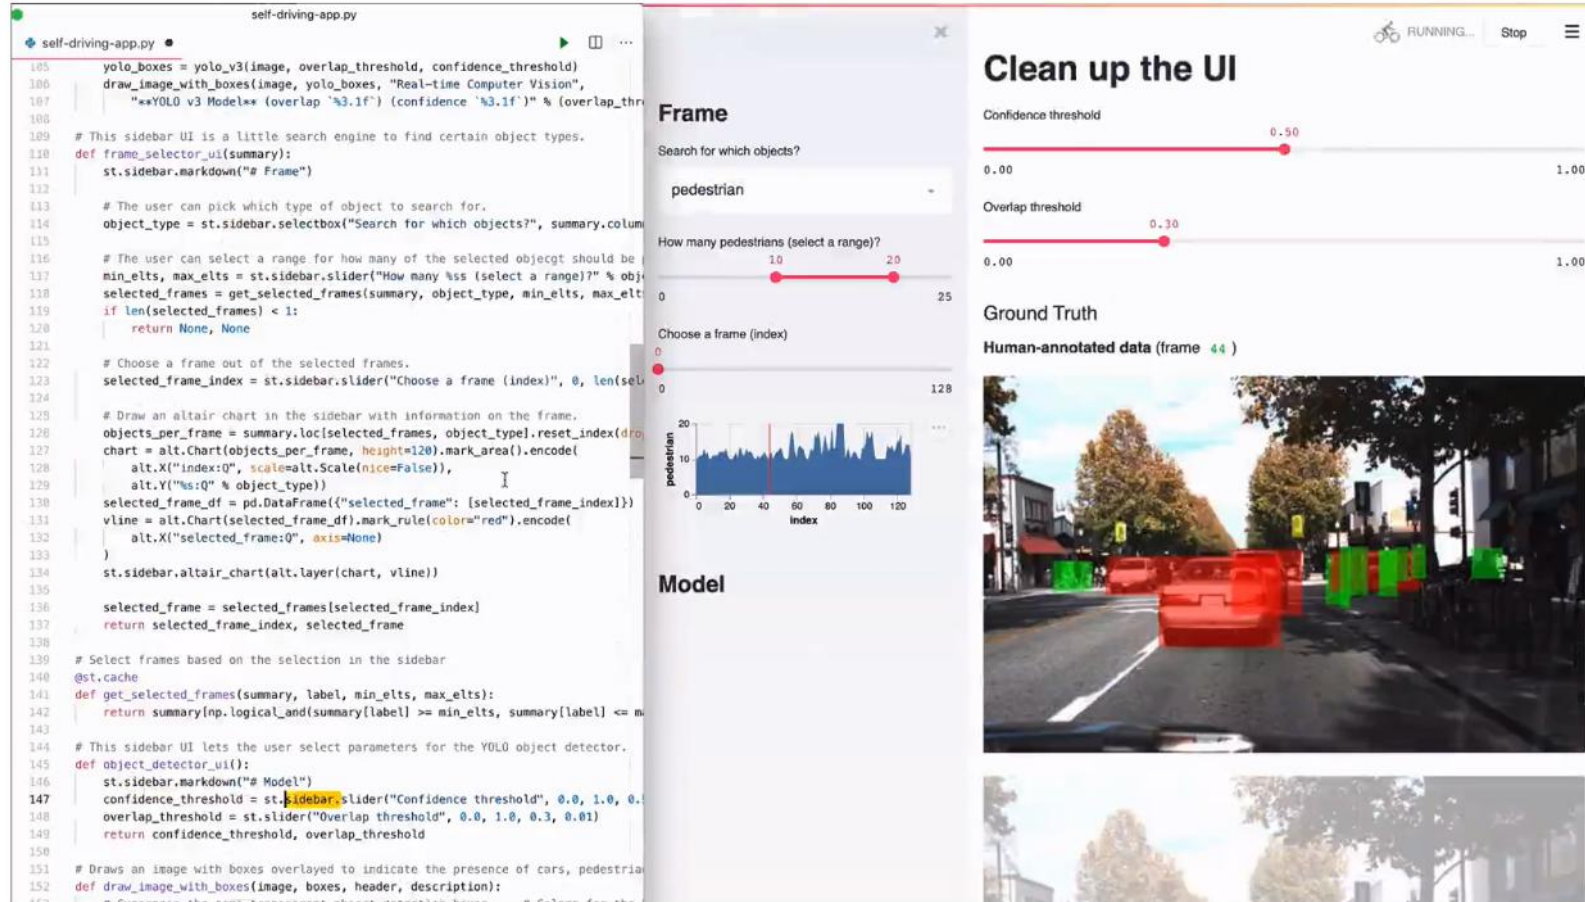 self-driving-app.py
self-driving-app.py
105 yolo_boxes = yolo_v3(image, overlap_threshold, confidence_threshold)
106 draw_image_with_boxes(image, yolo_boxes, "Real-time Computer Vision",
107 "**YOLO v3 Model** (overlap `%3.1f`) (confidence `%3.1f`)" % (overlap_thre
108
109 # This sidebar UI is a little search engine to find certain object types.
110 def frame_selector_ui(summary):
111 st.sidebar.markdown("# Frame")
112
113 # The user can pick which type of object to search for.
114 object_type = st.sidebar.selectbox("Search for which objects?", summary.colum
115
116 # The user can select a range for how many of the selected objecgt should be
117 min_elts, max_elts = st.sidebar.slider("How many %ss (select a range)?" % obj
118 selected_frames = get_selected_frames(summary, object_type, min_elts, max_elt
119 if len(selected_frames) < 1:
120 return None, None
121
122 # Choose a frame out of the selected frames.
123 selected_frame_index = st.sidebar.slider("Choose a frame (index)", 0, len(sel
124
125 # Draw an altair chart in the sidebar with information on the frame.
126 objects_per_frame = summary.loc[selected_frames, object_type].reset_index(dro
127 chart = alt.Chart(objects_per_frame, height=120).mark_area().encode(
128 alt.X("index:Q", scale=alt.Scale(nice=False)),
129 alt.Y("%s:Q" % object_type))
130 selected_frame_df = pd.DataFrame({"selected_frame": [selected_frame_index]})
131 vline = alt.Chart(selected_frame_df).mark_rule(color="red").encode(
132 alt.X("selected_frame:Q", axis=None)
133 )
134 st.sidebar.altair_chart(alt.layer(chart, vline))
135
136 selected_frame = selected_frames[selected_frame_index]
137 return selected_frame_index, selected_frame
138
139 # Select frames based on the selection in the sidebar
140 @st.cache
141 def get_selected_frames(summary, label, min_elts, max_elts):
142 return summary[np.logical_and(summary[label] >= min_elts, summary[label] <= ma
143
144 # This sidebar UI lets the user select parameters for the YOLO object detector.
145 def object_detector_ui():
146 st.sidebar.markdown("# Model")
147 confidence_threshold = st.sidebar.slider("Confidence threshold", 0.0, 1.0, 0.5
148 overlap_threshold = st.slider("Overlap threshold", 0.0, 1.0, 0.3, 0.01)
149 return confidence_threshold, overlap_threshold
150
151 # Draws an image with boxes overlayed to indicate the presence of cars, pedestria
152 def draw_image_with_boxes(image, boxes, header, description):
Frame
Search for which objects?
pedestrian
How many pedestrians (select a range)?
10 20
0 25
Choose a frame (index)
0
0 128
pedestrian
20
10
0
0 20 40 60 80 100 120
index
Model
RUNNING... Stop
Clean up the UI
Confidence threshold
0.50
0.00 1.00
Overlap threshold
0.30
0.00 1.00
Ground Truth
Human-annotated data (frame 44 )